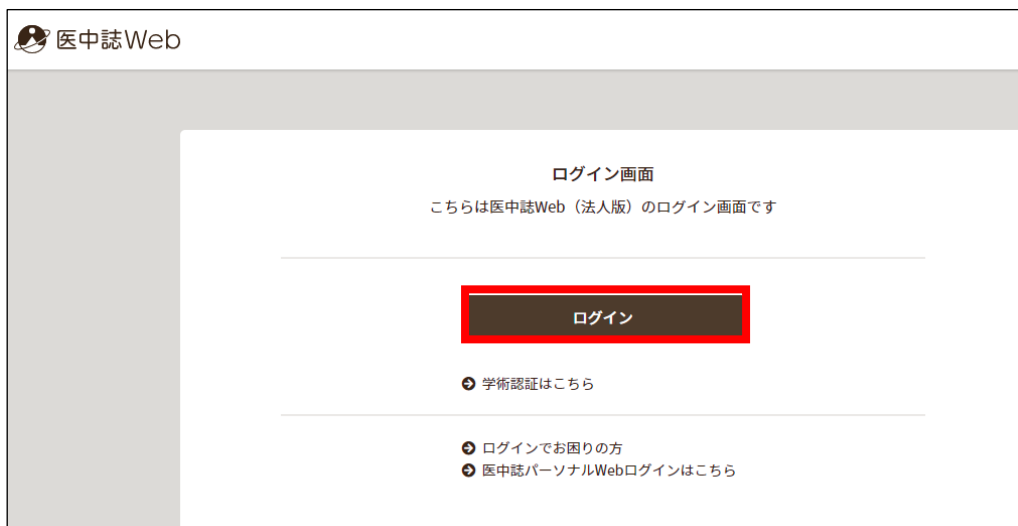 医中誌Web
ログイン画面
こちらは医中誌Web（法人版）のログイン画面です
ログイン
学術認証はこちら
ログインでお困りの方
医中誌パーソナルWebログインはこちら